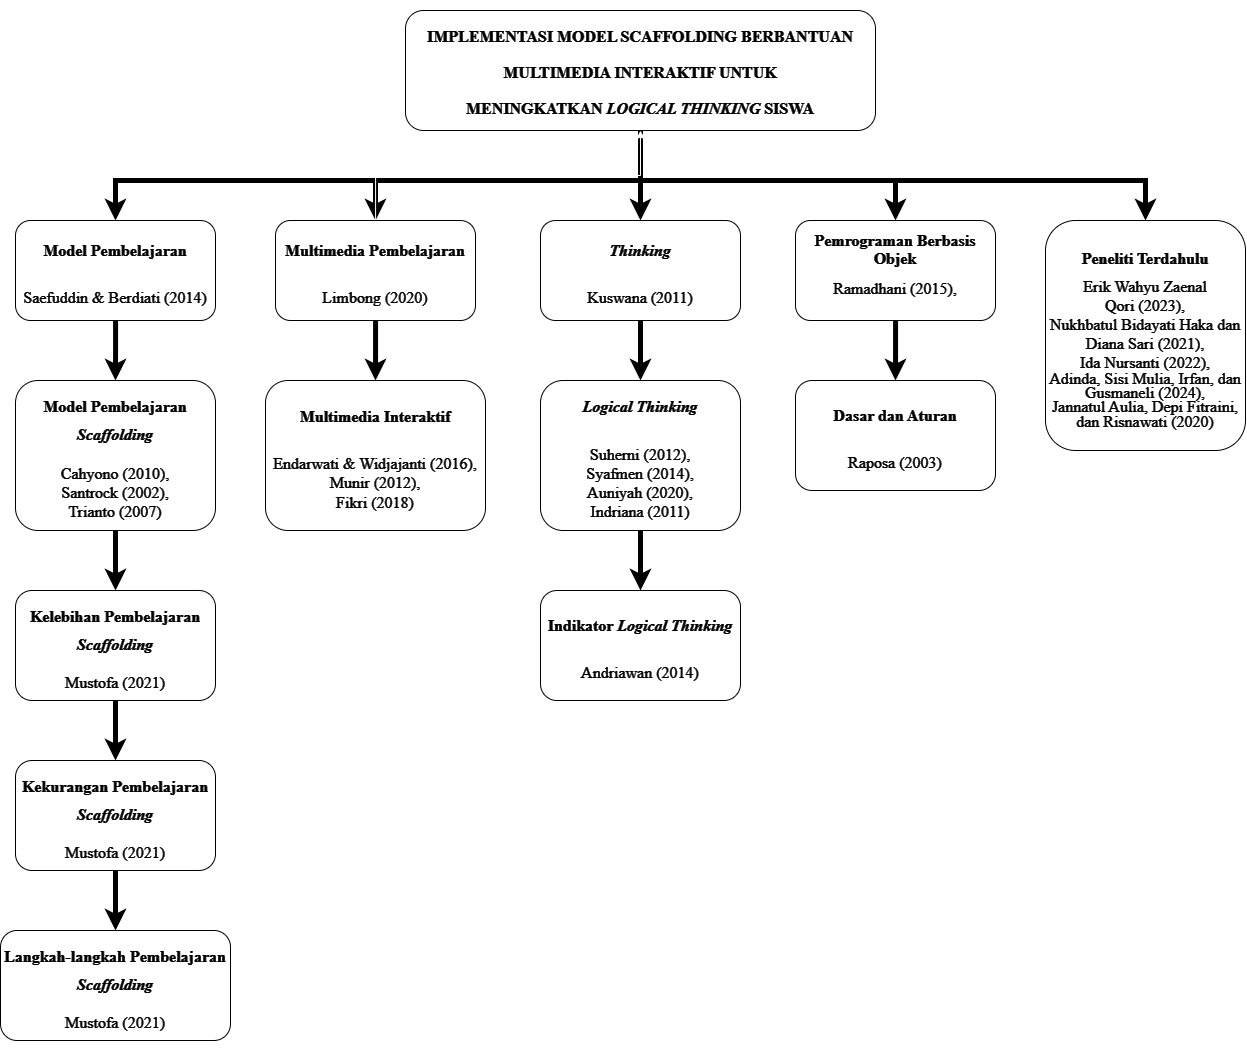 IMPLEMENTASI MODEL SCAFFOLDING BERBANTUAN
MULTIMEDIA INTERAKTIF UNTUK
MENINGKATKAN LOGICAL THINKING SISWA
Model Pembelajaran
Saefuddin & Berdiati (2014)
Multimedia Pembelajaran
Limbong (2020)
Thinking
Kuswana (2011)
Pemrograman Berbasis
Objek
Ramadhani (2015),
Peneliti Terdahulu
Erik Wahyu Zaenal
Qori (2023),
Nukhbatul Bidayati Haka dan
Diana Sari (2021),
Ida Nursanti (2022),
Adinda, Sisi Mulia, Irfan, dan
Gusmaneli (2024),
Jannatul Aulia, Depi Fitraini,
dan Risnawati (2020)
Model Pembelajaran
Scaffolding
Cahyono (2010),
Santrock (2002),
Trianto (2007)
Multimedia Interaktif
Endarwati & Widjajanti (2016),
Munir (2012),
Fikri (2018)
Logical Thinking
Suherni (2012),
Syafmen (2014),
Auniyah (2020),
Indriana (2011)
Dasar dan Aturan
Raposa (2003)
Kelebihan Pembelajaran
Scaffolding
Mustofa (2021)
Indikator Logical Thinking
Andriawan (2014)
Kekurangan Pembelajaran
Scaffolding
Mustofa (2021)
Langkah-langkah Pembelajaran
Scaffolding
Mustofa (2021)